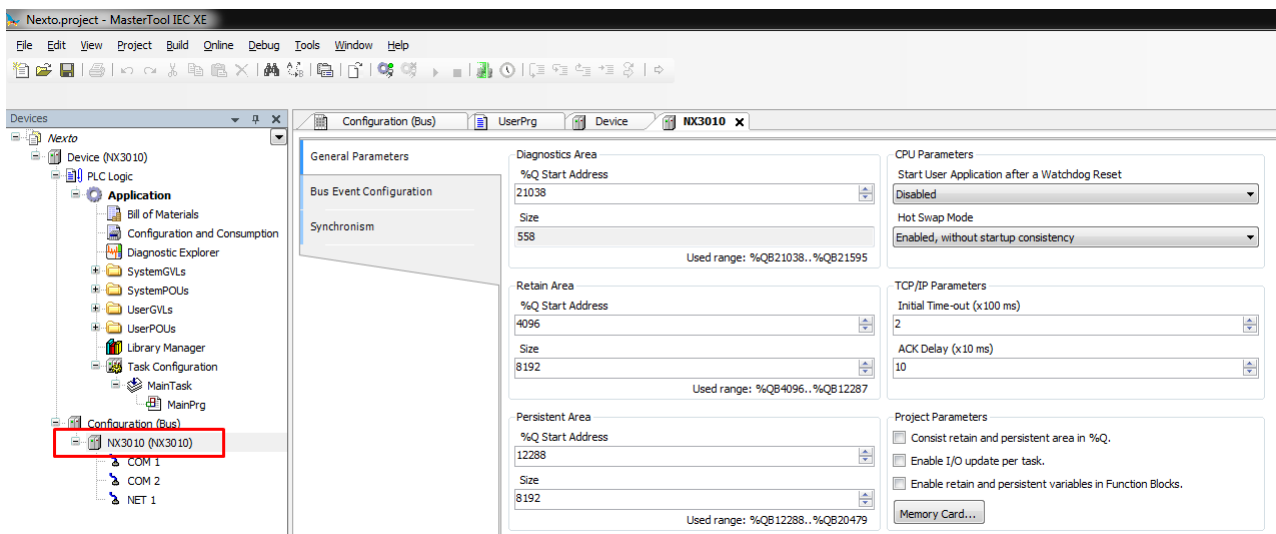 Nexto.project - MasterTool IEC XE
File Edit View Project Build Online Debug Tools Window Help
Devices
Nexto
Device (NX3010)
PLC Logic
Application
Bill of Materials
Configuration and Consumption
Diagnostic Explorer
SystemGVLs
SystemPOUs
UserGVLs
UserPOUs
Library Manager
Task Configuration
MainTask
MainPrg
Configuration (Bus)
NX3010 (NX3010)
COM 1
COM 2
NET 1
Configuration (Bus) UserPrg Device NX3010
General Parameters
Bus Event Configuration
Synchronism
Diagnostics Area
%Q Start Address
21038
Size
558
Used range: %QB21038..%QB21595
Retain Area
%Q Start Address
4096
Size
8192
Used range: %QB4096..%QB12287
Persistent Area
%Q Start Address
12288
Size
8192
Used range: %QB12288..%QB20479
CPU Parameters
Start User Application after a Watchdog Reset
Disabled
Hot Swap Mode
Enabled, without startup consistency
TCP/IP Parameters
Initial Time-out (x100 ms)
2
ACK Delay (x10 ms)
10
Project Parameters
Consist retain and persistent area in %Q.
Enable I/O update per task.
Enable retain and persistent variables in Function Blocks.
Memory Card...